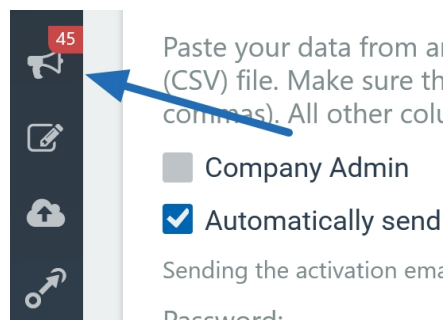 45
Paste your data from a
(CSV) file. Make sure th
commas). All other colu
Company Admin
Automatically send
Sending the activation ema
Password: